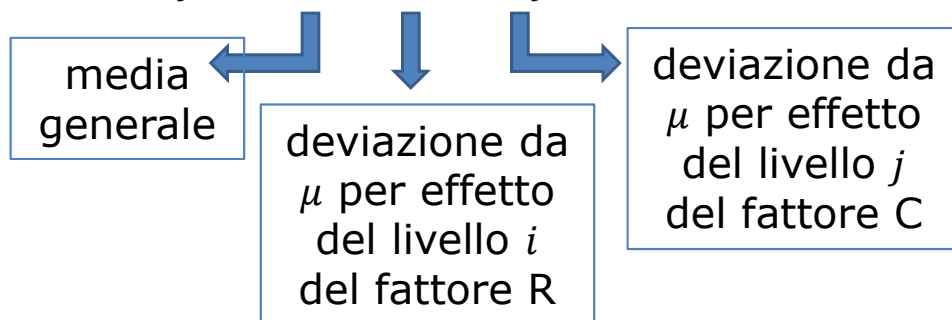 media
generale
deviazione da
μ per effetto
del livello i
del fattore R
deviazione da
μ per effetto
del livello j
del fattore C